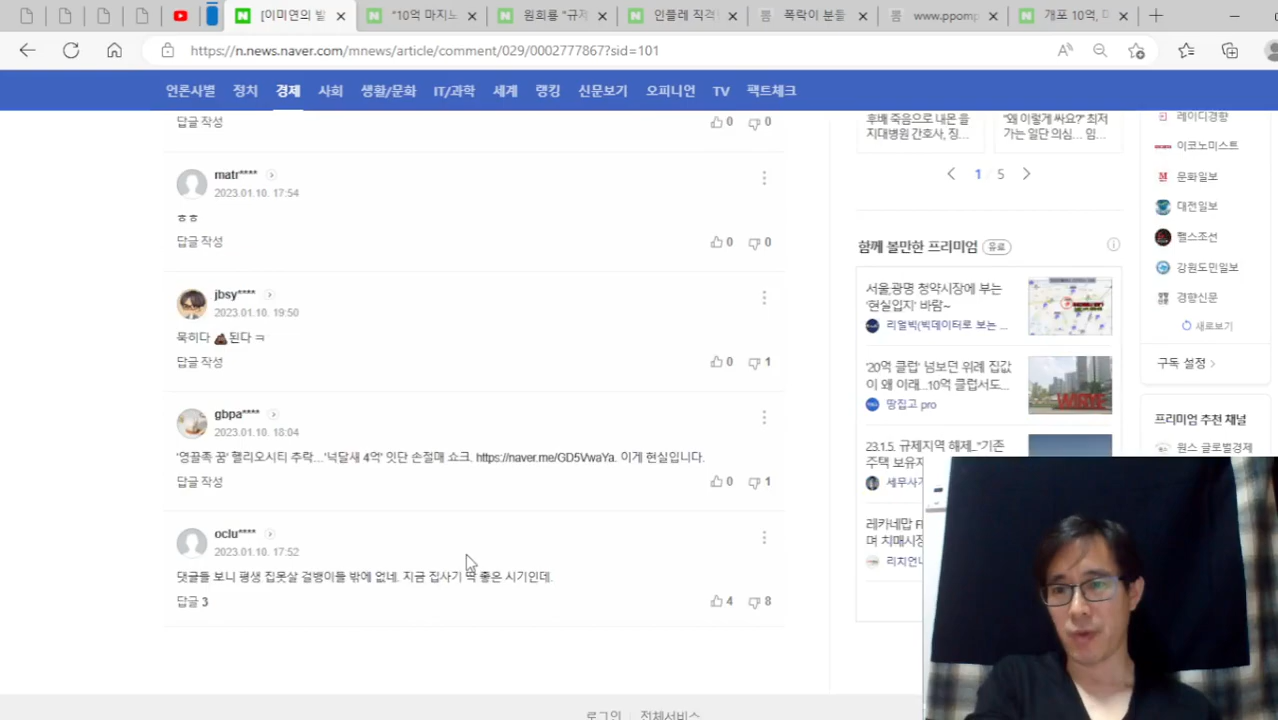 [이미연의 발
"10억 마지노
원희룡 "규제
인플레 직격
폭락이 분들
www.ppomp
개포 10억,
https://n.news.naver.com/mnews/article/comment/029/0002777867?sid=101
언론사별 정치 경제 사회 생활/문화 IT/과학 세계 랭킹 신문보기 오피니언 TV 팩트체크
답글 작성
0 0
matr****
2023.01.10. 17:54
ㅎㅎ
답글 작성
0 0
jbsy****
2023.01.10. 19:50
묵히다 💩된다 ㅋ
답글 작성
0 1
gbpa****
2023.01.10. 18:04
'영끌족 꿈' 헬리오시티 추락...'넉달새 4억' 잇단 손절매 쇼크. https://naver.me/GD5VwaYa. 이게 현실입니다.
답글 작성
0 1
oclu****
2023.01.10. 17:52
댓글들 보니 평생 집못살 걸뱅이들 밖에 없네. 지금 집사기 딱 좋은 시기인데.
답글 3
4 8
로그인 전체서비스
후배 죽음으로 내몬 을
지대병원 간호사, 징...
"왜 이렇게 싸요?" 최저
가는 일단 의심... 임...
1 5
함께 볼만한 프리미엄 유료
서울,광명 청약시장에 부는
'현실입지' 바람~
리얼빅(빅데이터로 보는 ...
'20억 클럽' 넘보던 위례 집값
이 왜 이래...10억 클럽서도...
땅집고 pro
23.1.5. 규제지역 해제.."기존
주택 보유자
세무사
레카네맙 F
며 치매시장
리치언니
레이디경향
이코노미스트
문화일보
대전일보
헬스조선
강원도민일보
경향신문
새로보기
구독 설정
프리미엄 추천 채널
원스 글로벌경제